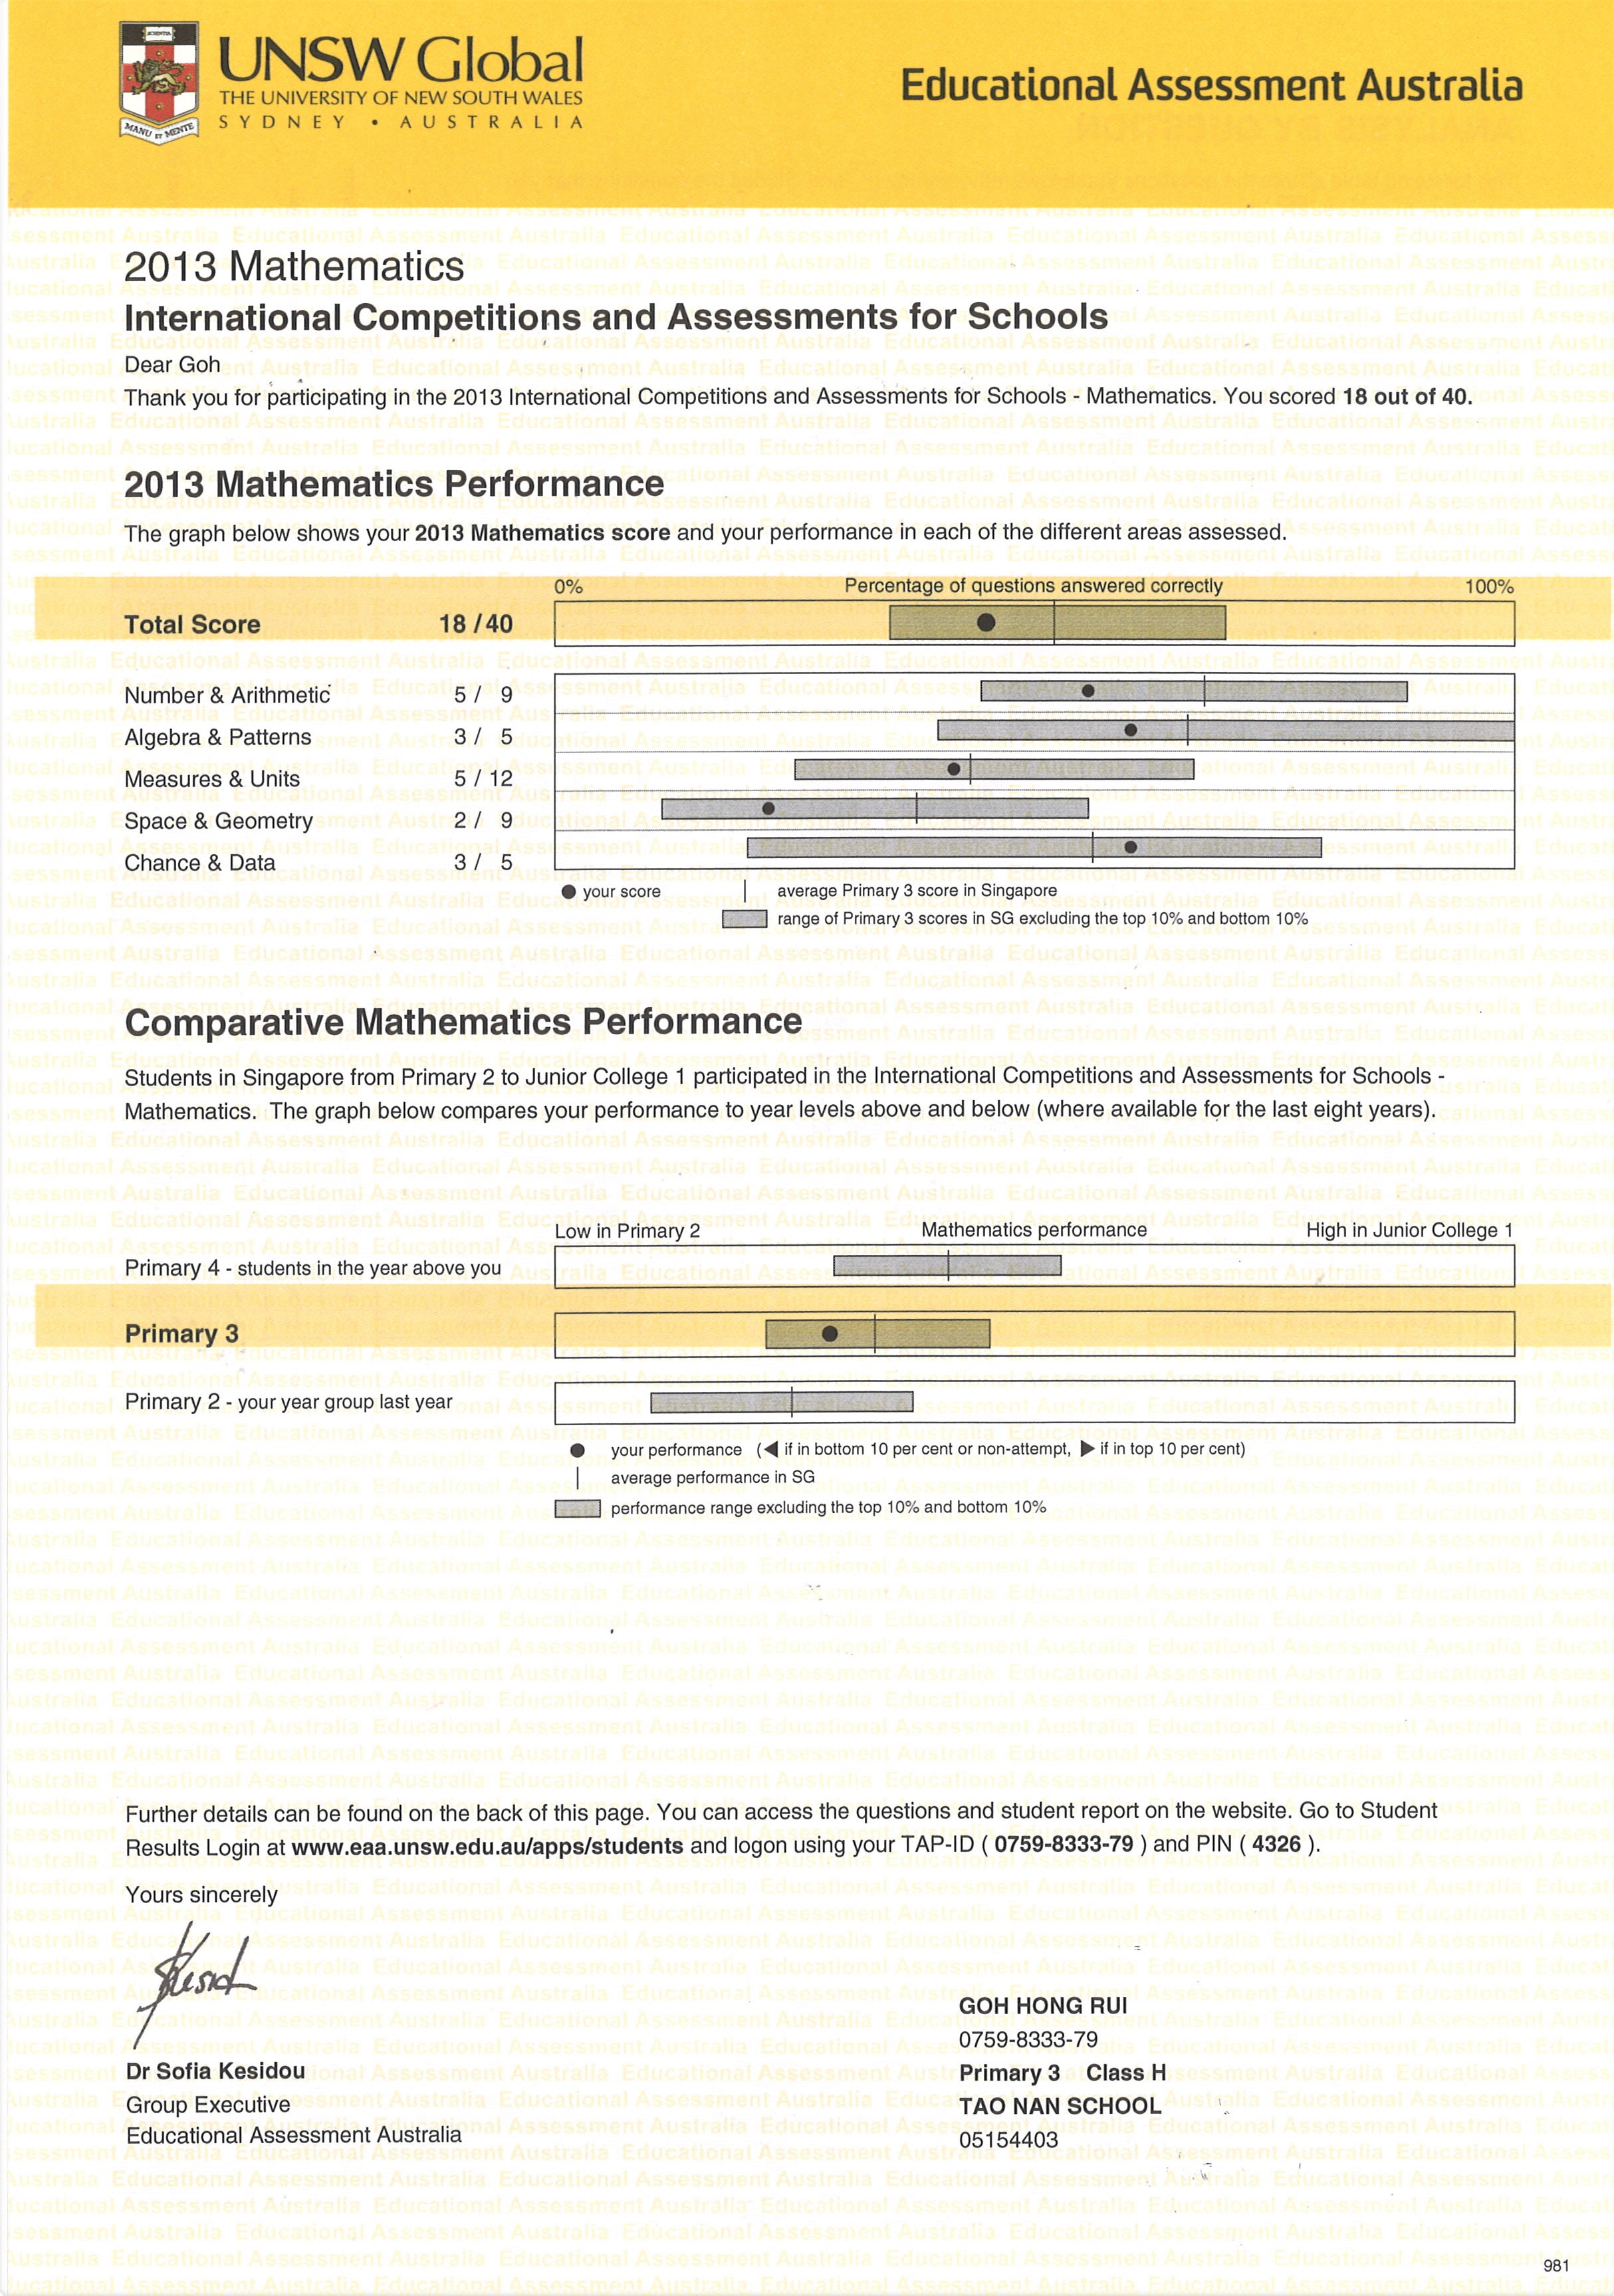 SCIENTIA
MANU ET MENTE
UNSW Global
THE UNIVERSITY OF NEW SOUTH WALES
SYDNEY • AUSTRALIA
Educational Assessment Australia
2013 Mathematics
International Competitions and Assessments for Schools
Dear Goh
Thank you for participating in the 2013 International Competitions and Assessments for Schools - Mathematics. You scored 18 out of 40.
2013 Mathematics Performance
The graph below shows your 2013 Mathematics score and your performance in each of the different areas assessed.
0% Percentage of questions answered correctly 100%
Total Score 18 / 40
Number & Arithmetic 5 / 9
Algebra & Patterns 3 / 5
Measures & Units 5 / 12
Space & Geometry 2 / 9
Chance & Data 3 / 5
your score average Primary 3 score in Singapore
range of Primary 3 scores in SG excluding the top 10% and bottom 10%
Comparative Mathematics Performance
Students in Singapore from Primary 2 to Junior College 1 participated in the International Competitions and Assessments for Schools -
Mathematics. The graph below compares your performance to year levels above and below (where available for the last eight years).
Low in Primary 2 Mathematics performance High in Junior College 1
Primary 4 - students in the year above you
Primary 3
Primary 2 - your year group last year
your performance (◀ if in bottom 10 per cent or non-attempt, ▶ if in top 10 per cent)
average performance in SG
performance range excluding the top 10% and bottom 10%
Further details can be found on the back of this page. You can access the questions and student report on the website. Go to Student
Results Login at www.eaa.unsw.edu.au/apps/students and logon using your TAP-ID ( 0759-8333-79 ) and PIN ( 4326 ).
Yours sincerely
Dr Sofia Kesidou
Group Executive
Educational Assessment Australia
GOH HONG RUI
0759-8333-79
Primary 3 Class H
TAO NAN SCHOOL
05154403
981